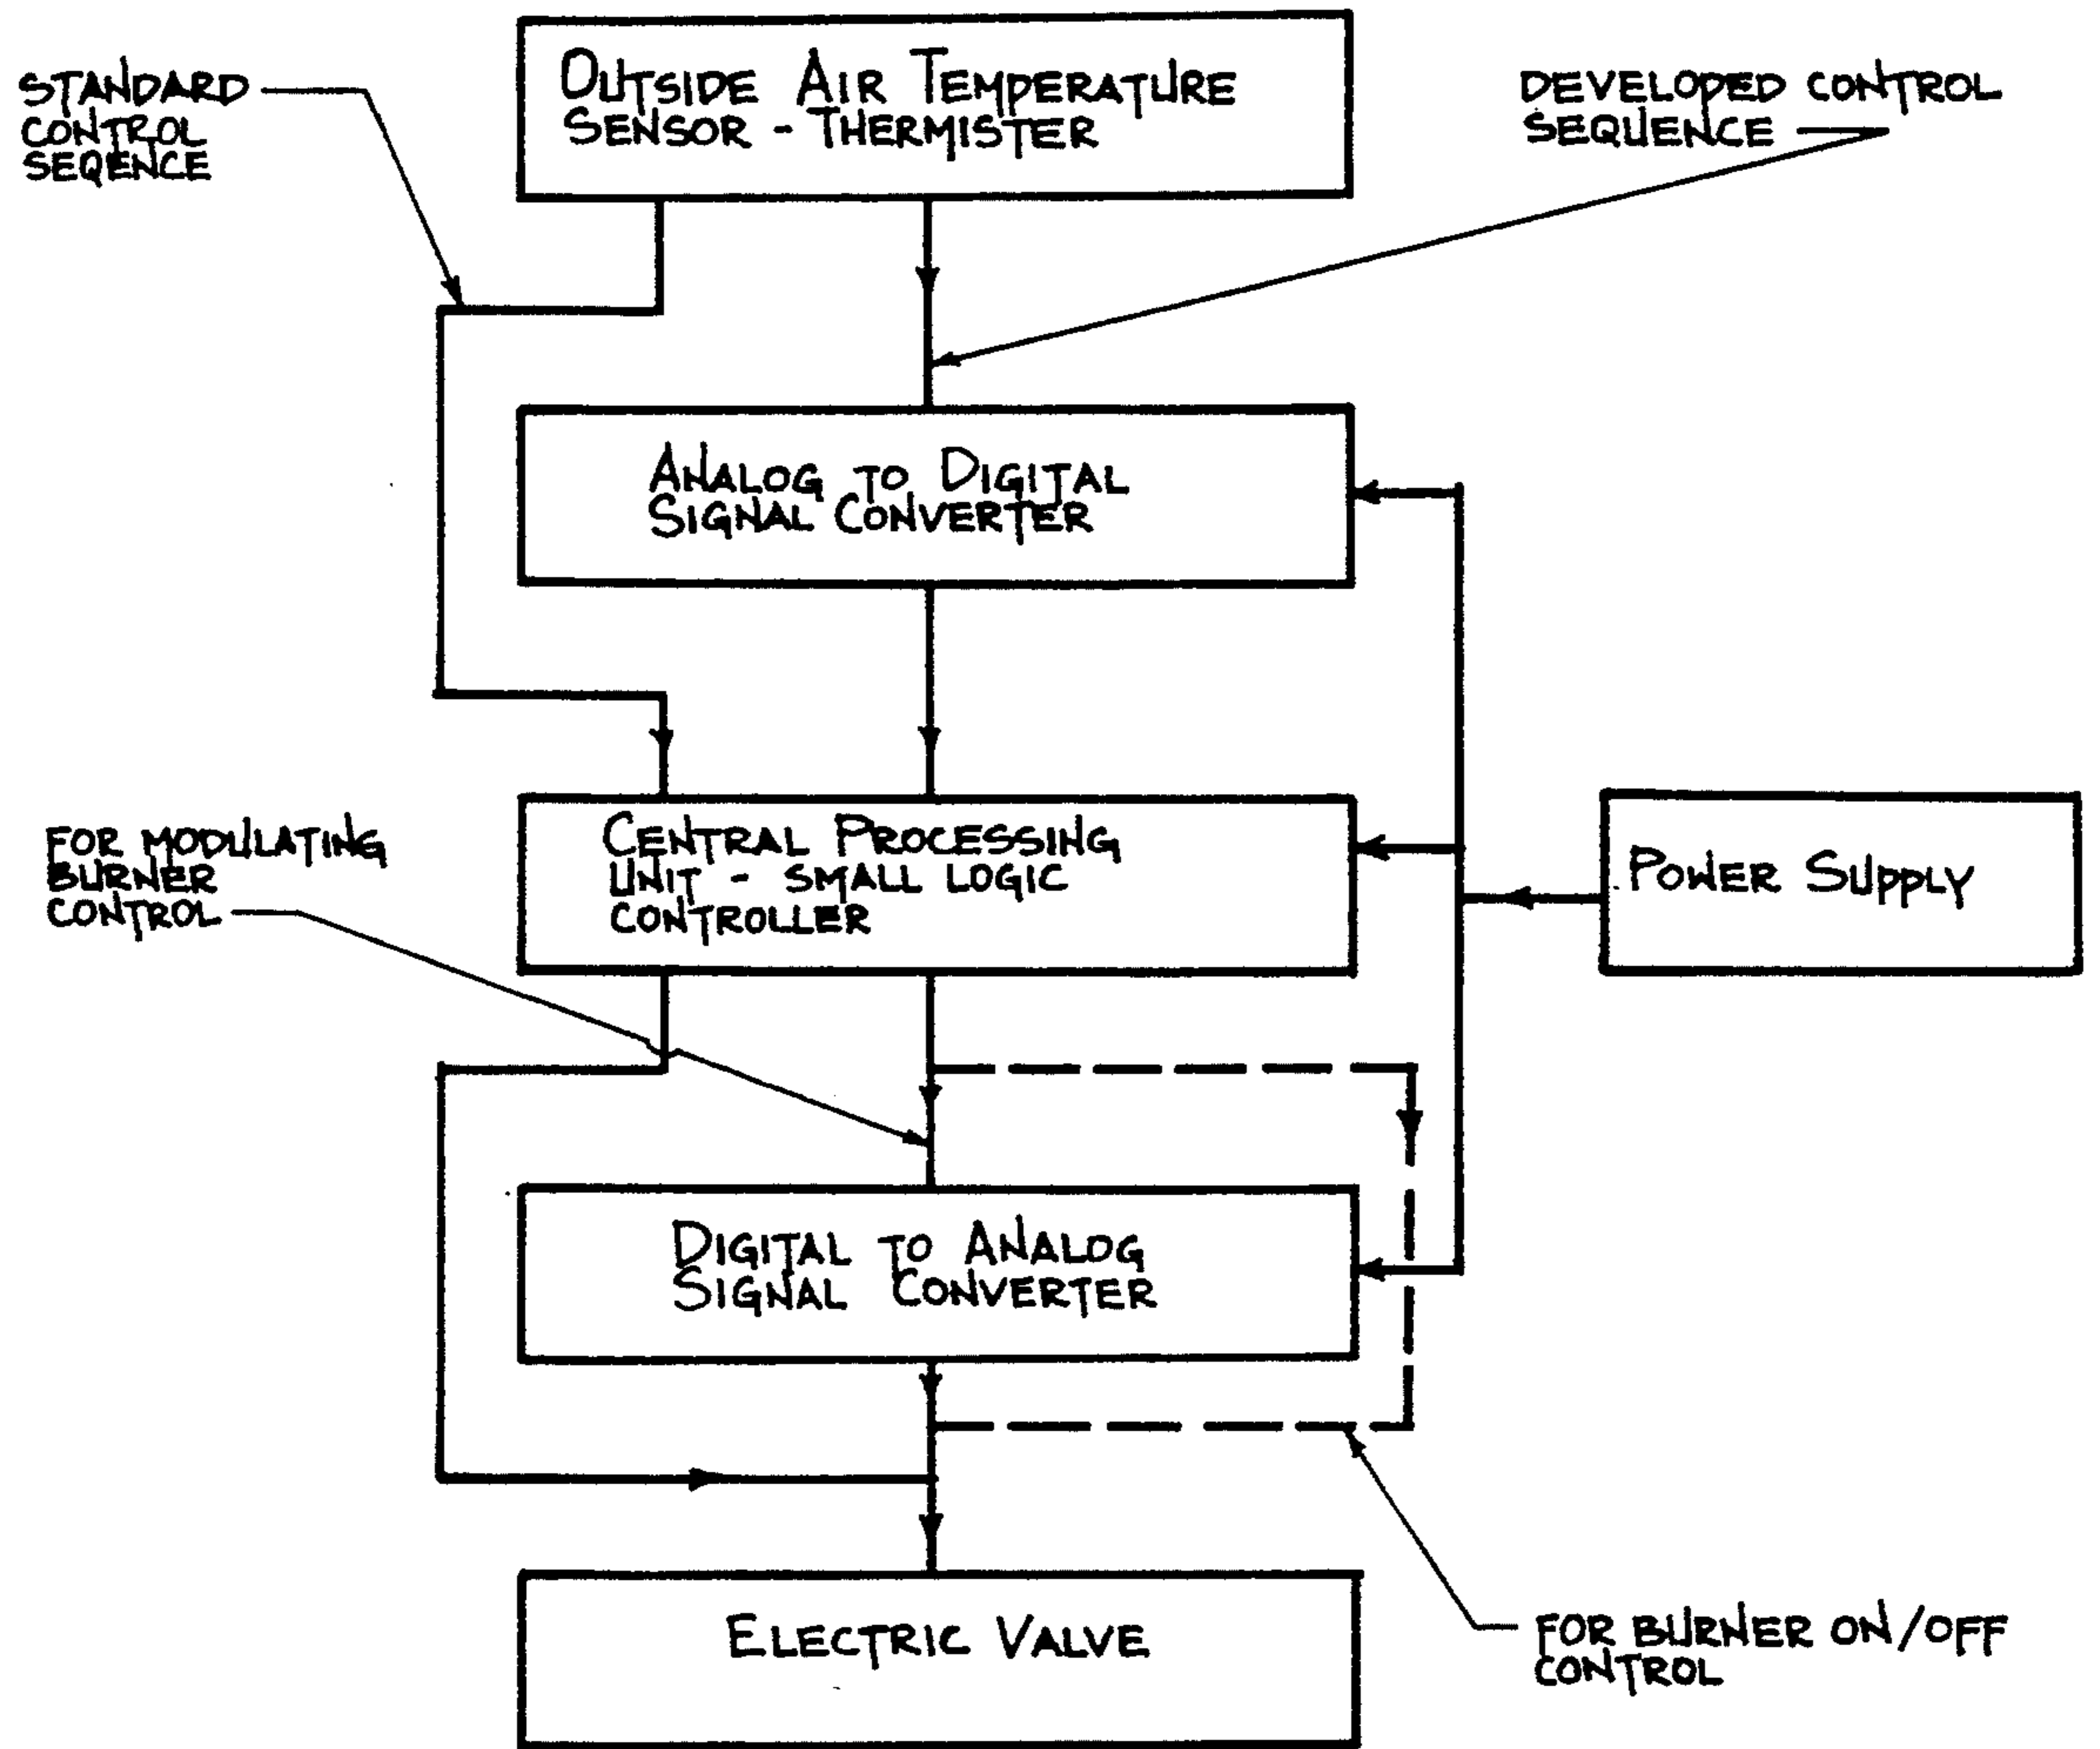 OUTSIDE AIR TEMPERATURE
SENSOR - THERMISTER
STANDARD
CONTROL
SEQENCE
DEVELOPED CONTROL
SEQUENCE
ANALOG TO DIGITAL
SIGNAL CONVERTER
CENTRAL PROCESSING
UNIT - SMALL LOGIC
CONTROLLER
FOR MODULATING
BURNER
CONTROL
POWER SUPPLY
DIGITAL TO ANALOG
SIGNAL CONVERTER
ELECTRIC VALVE
FOR BURNER ON/OFF
CONTROL